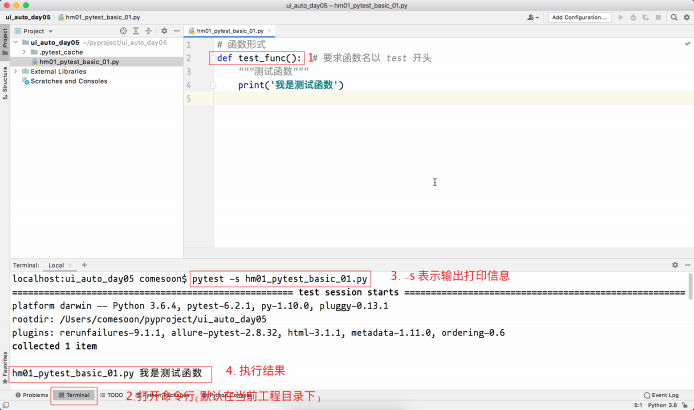 ui_auto_day05 – hm01_pytest_basic_01.py
ui_auto_day05 › hm01_pytest_basic_01.py
Add Configuration...
Project
hm01_pytest_basic_01.py
ui_auto_day05 ~/pyproject/ui_auto_day05
.pytest_cache
hm01_pytest_basic_01.py
External Libraries
Scratches and Consoles
Project
Structure
Favorites
1 # 函数形式
2 def test_func(): 1 # 要求函数名以 test 开头
3 """测试函数"""
4 print('我是测试函数')
5
Terminal: Local × +
localhost:ui_auto_day05 comesoon$ pytest -s hm01_pytest_basic_01.py
3. -s 表示输出打印信息
test session starts
platform darwin -- Python 3.6.4, pytest-6.2.1, py-1.10.0, pluggy-0.13.1
rootdir: /Users/comesoon/pyproject/ui_auto_day05
plugins: rerunfailures-9.1.1, allure-pytest-2.8.32, html-3.1.1, metadata-1.11.0, ordering-0.6
collected 1 item
hm01_pytest_basic_01.py 我是测试函数
4. 执行结果
Problems Terminal TODO Python Packages Python Console
2.打开命令行(默认在当前工程目录下)
Event Log
5:1 Python 3.6